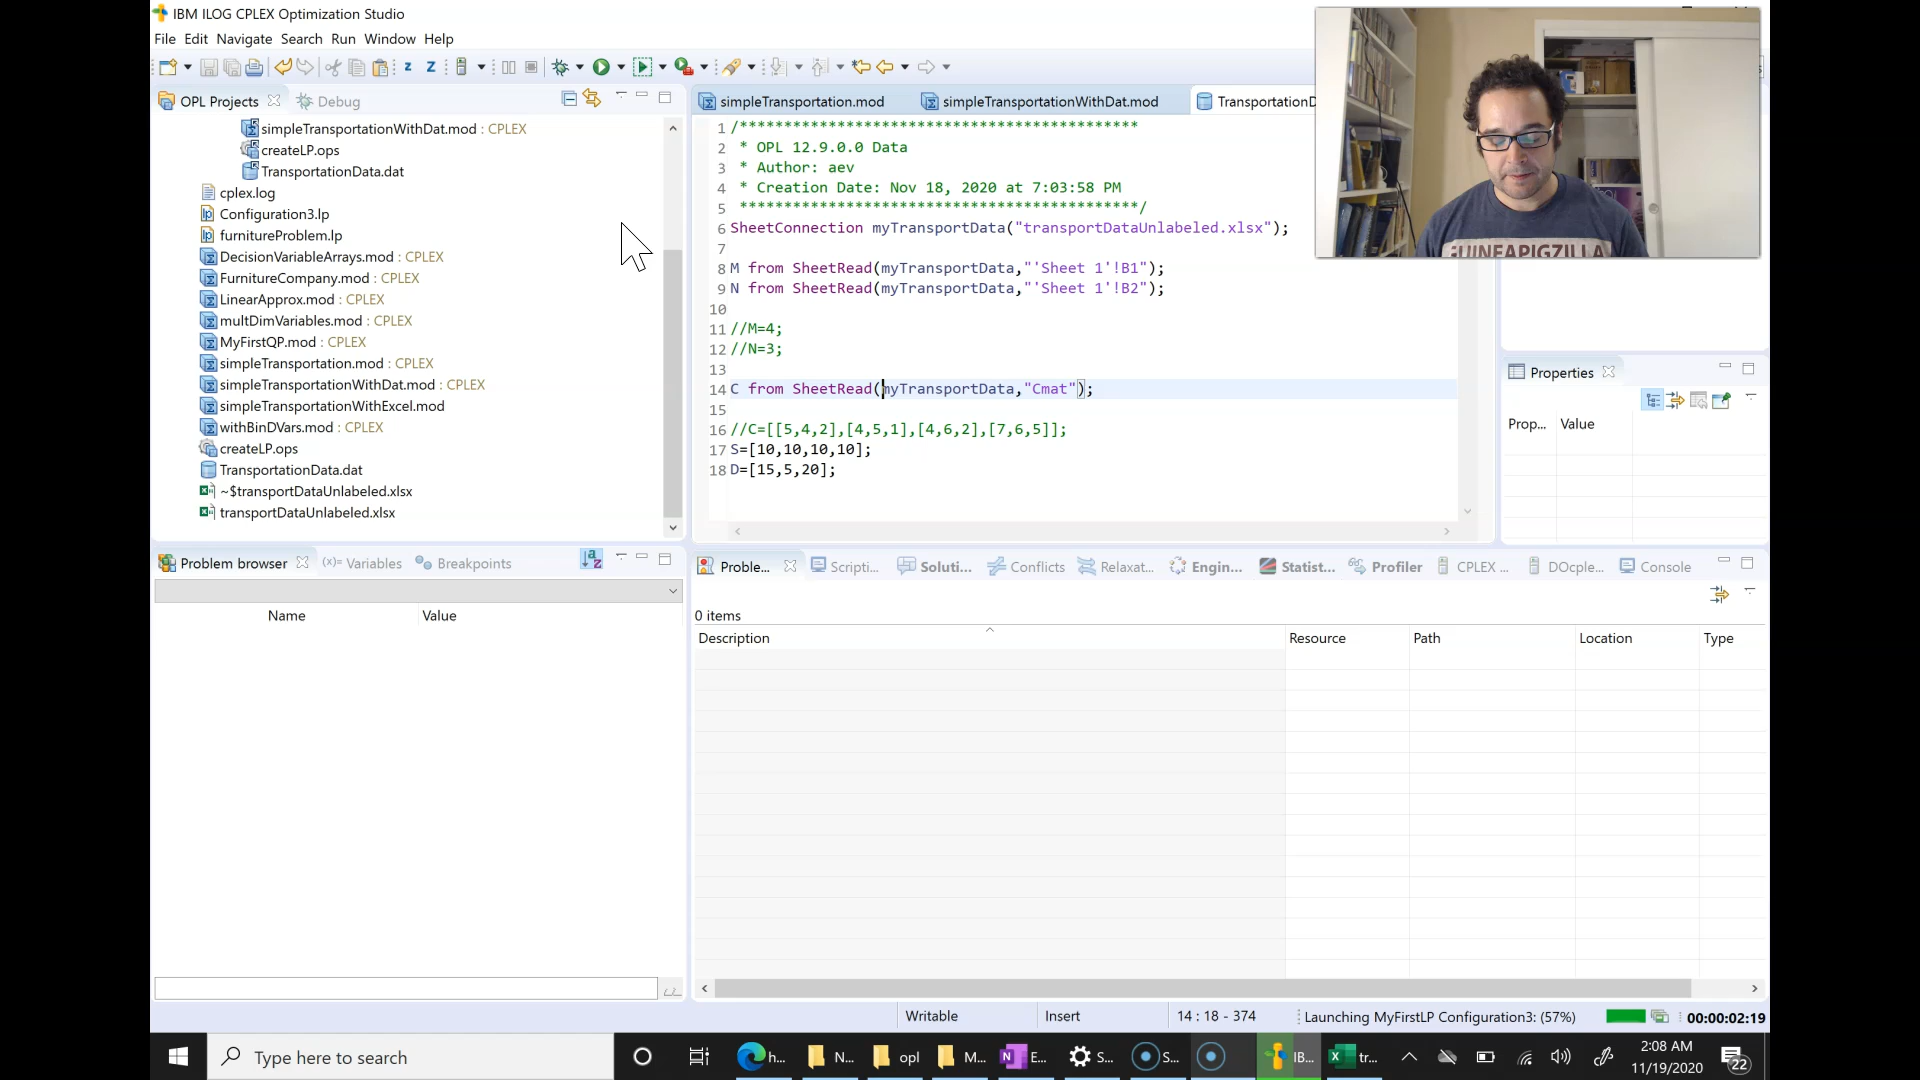 IBM ILOG CPLEX Optimization Studio
File Edit Navigate Search Run Window Help
OPL Projects
Debug
simpleTransportation.mod
simpleTransportationWithDat.mod
TransportationD
simpleTransportationWithDat.mod : CPLEX
createLP.ops
TransportationData.dat
cplex.log
Configuration3.lp
furnitureProblem.lp
DecisionVariableArrays.mod : CPLEX
FurnitureCompany.mod : CPLEX
LinearApprox.mod : CPLEX
multDimVariables.mod : CPLEX
MyFirstQP.mod : CPLEX
simpleTransportation.mod : CPLEX
simpleTransportationWithDat.mod : CPLEX
simpleTransportationWithExcel.mod
withBinDVars.mod : CPLEX
createLP.ops
TransportationData.dat
~$transportDataUnlabeled.xlsx
transportDataUnlabeled.xlsx
1 /*********************************************
2 * OPL 12.9.0.0 Data
3 * Author: aev
4 * Creation Date: Nov 18, 2020 at 7:03:58 PM
5 *********************************************/
6 SheetConnection myTransportData("transportDataUnlabeled.xlsx");
7
8 M from SheetRead(myTransportData,"'Sheet 1'!B1");
9 N from SheetRead(myTransportData,"'Sheet 1'!B2");
10
11 //M=4;
12 //N=3;
13
14 C from SheetRead(myTransportData,"Cmat");
15
16 //C=[[5,4,2],[4,5,1],[4,6,2],[7,6,5]];
17 S=[10,10,10,10];
18 D=[15,5,20];
GUINEAPIGZILLA
Properties
Prop... Value
Problem browser
(x)= Variables
Breakpoints
Name Value
Proble... Scripti... Soluti... Conflicts Relaxat... Engin... Statist... Profiler CPLEX ... DOcple... Console
0 items
Description Resource Path Location Type
Writable Insert 14 : 18 - 374 Launching MyFirstLP Configuration3: (57%) 00:00:02:19
Type here to search
h... N... opl M... E... S... S... IB... tr...
2:08 AM
11/19/2020
22